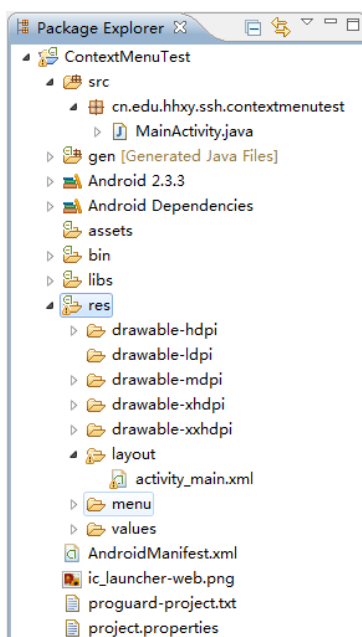 Package Explorer
ContextMenuTest
src
cn.edu.hhxy.ssh.contextmenutest
MainActivity.java
gen [Generated Java Files]
Android 2.3.3
Android Dependencies
assets
bin
libs
res
drawable-hdpi
drawable-ldpi
drawable-mdpi
drawable-xhdpi
drawable-xxhdpi
layout
activity_main.xml
menu
values
AndroidManifest.xml
ic_launcher-web.png
proguard-project.txt
project.properties